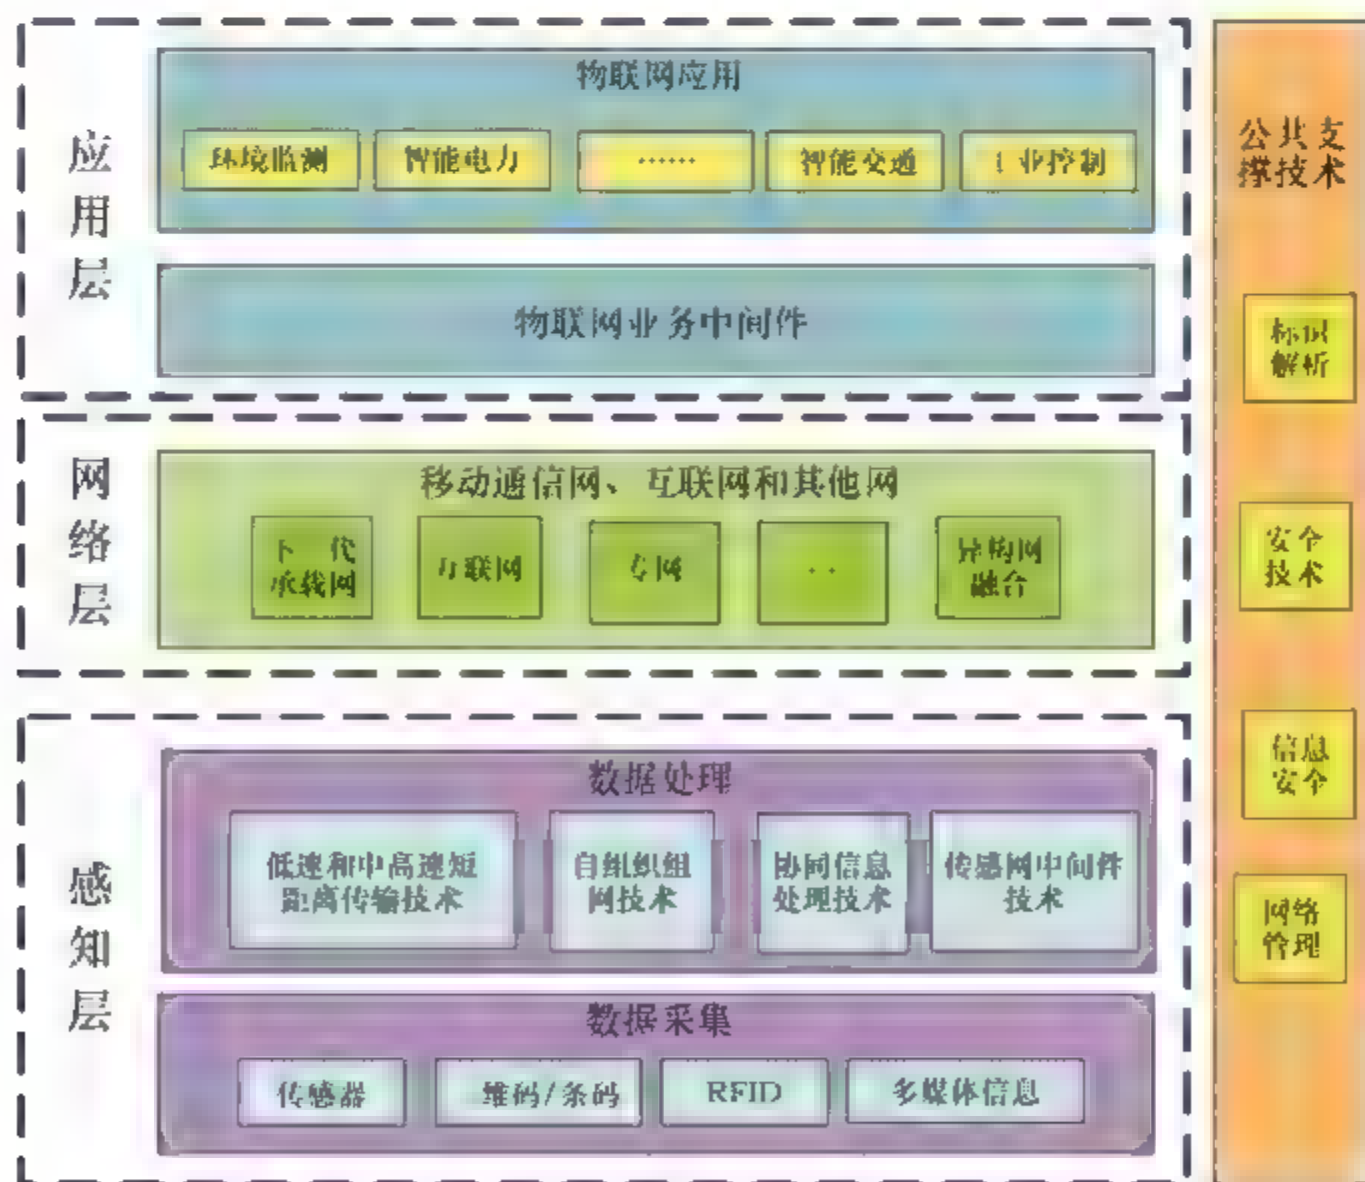 应用层
物联网应用
环境监测
智能电力
……
智能交通
工业控制
物联网业务中间件
网络层
移动通信网、互联网和其他网
下一代
承载网
互联网
专网
异构网
融合
感知层
数据处理
低速和中高速短
距离传输技术
自组织组
网技术
协同信息
处理技术
传感网中间件
技术
数据采集
传感器
二维码/条码
RFID
多媒体信息
公共支
撑技术
标识
解析
安全
技术
信息
安全
网络
管理